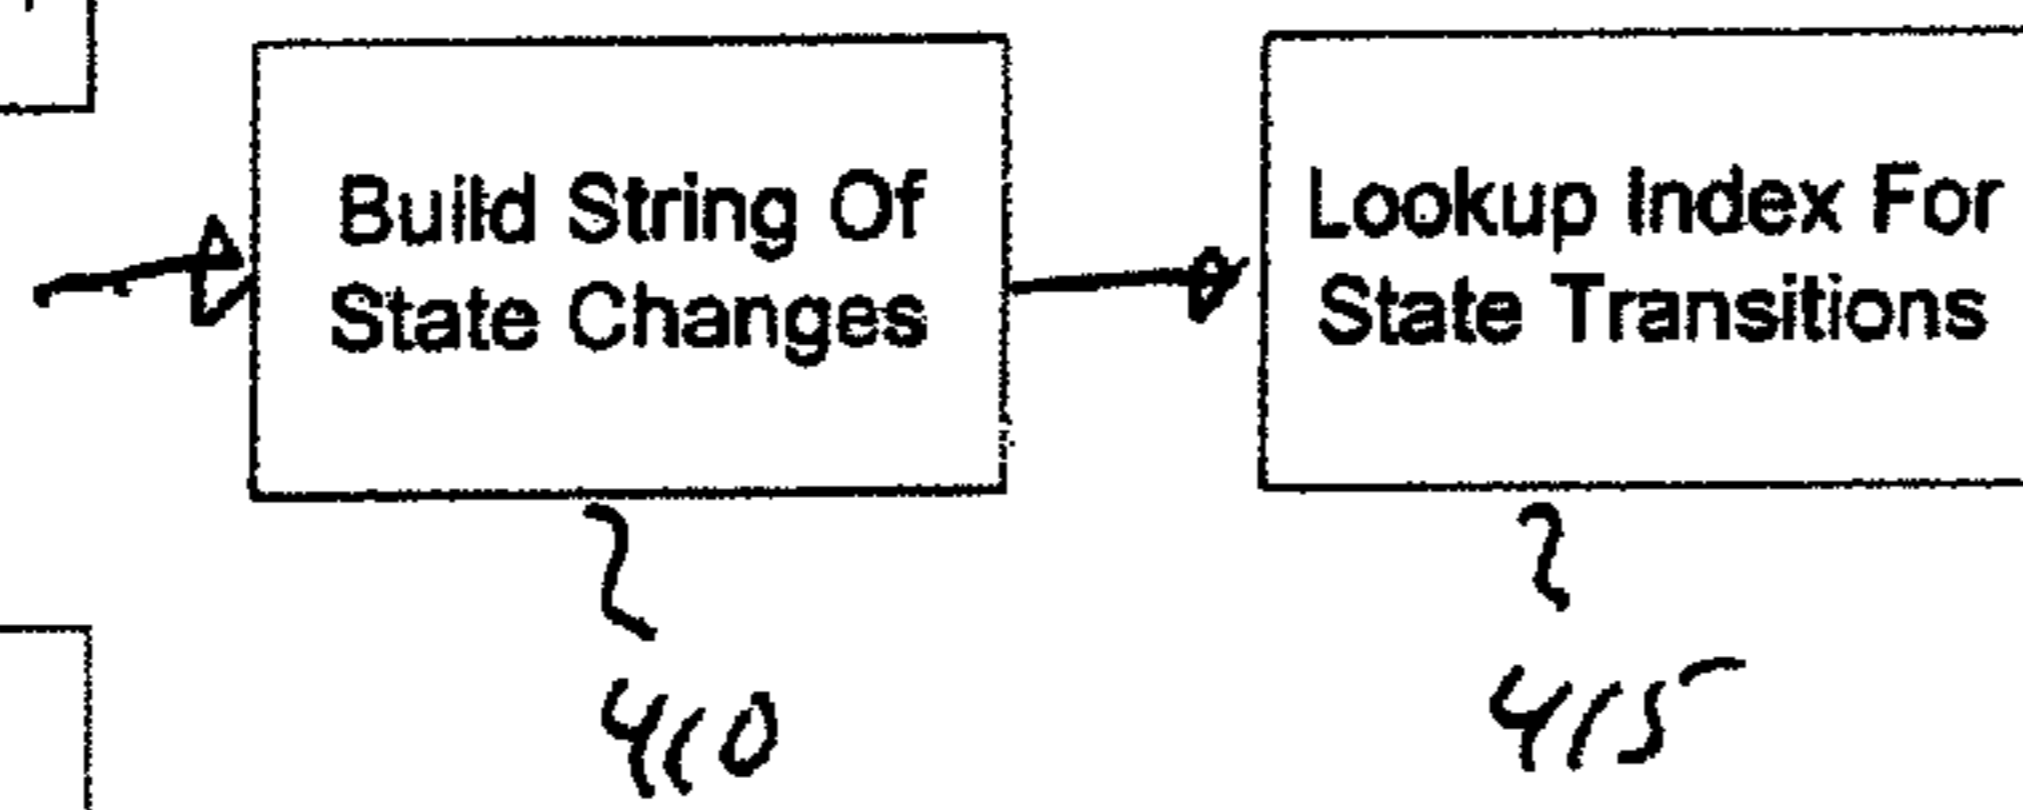 Build String Of
State Changes
Lookup Index For
State Transitions
410
415